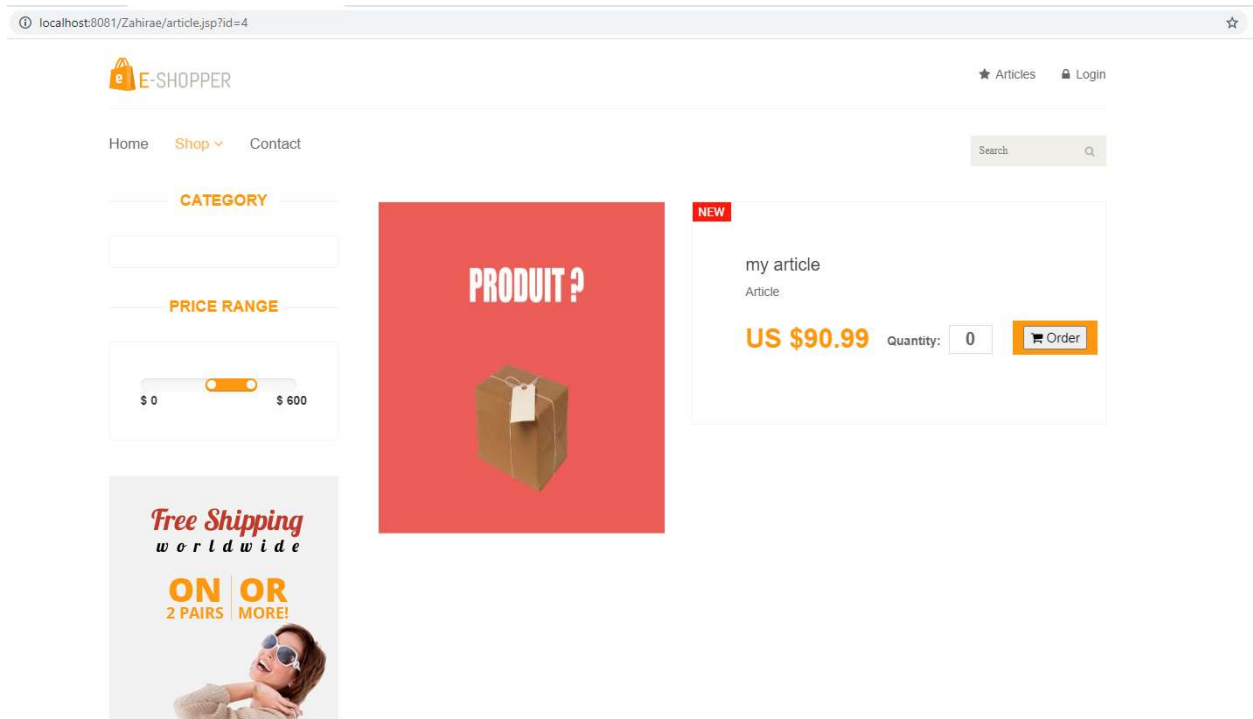 localhost:8081/Zahirae/article.jsp?id=4
e E-SHOPPER
Articles Login
Home Shop Contact
Search
CATEGORY
PRICE RANGE
$ 0 $ 600
Free Shipping
worldwide
ON OR
2 PAIRS MORE!
PRODUIT ?
NEW
my article
Article
US $90.99 Quantity: 0 Order